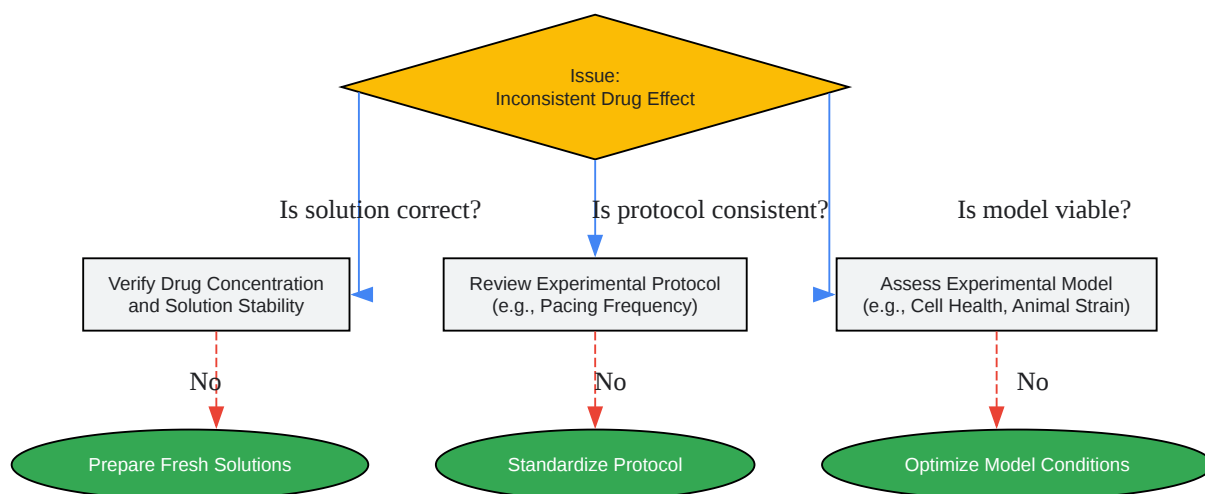 Issue:
Inconsistent Drug Effect
Is solution correct?
Is protocol consistent?
Is model viable?
Verify Drug Concentration
and Solution Stability
Review Experimental Protocol
(e.g., Pacing Frequency)
Assess Experimental Model
(e.g., Cell Health, Animal Strain)
No
No
No
Prepare Fresh Solutions
Standardize Protocol
Optimize Model Conditions